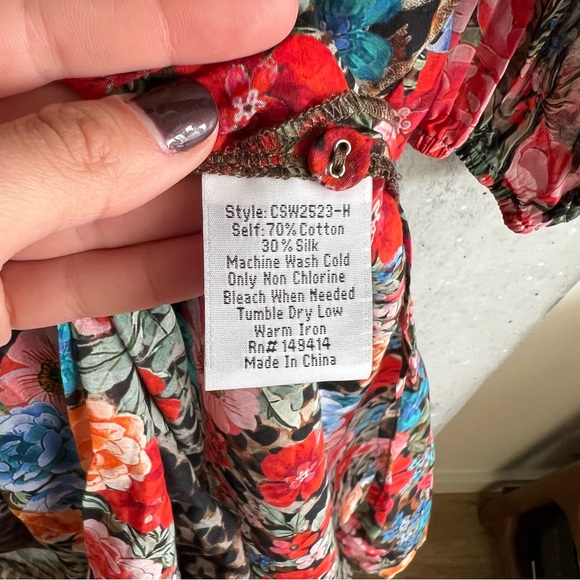 Style: CSW2523-H
Self: 70% Cotton
30% Silk
Machine Wash Cold
Only Non Chlorine
Bleach When Needed
Tumble Dry Low
Warm Iron
Rn# 149414
Made In China